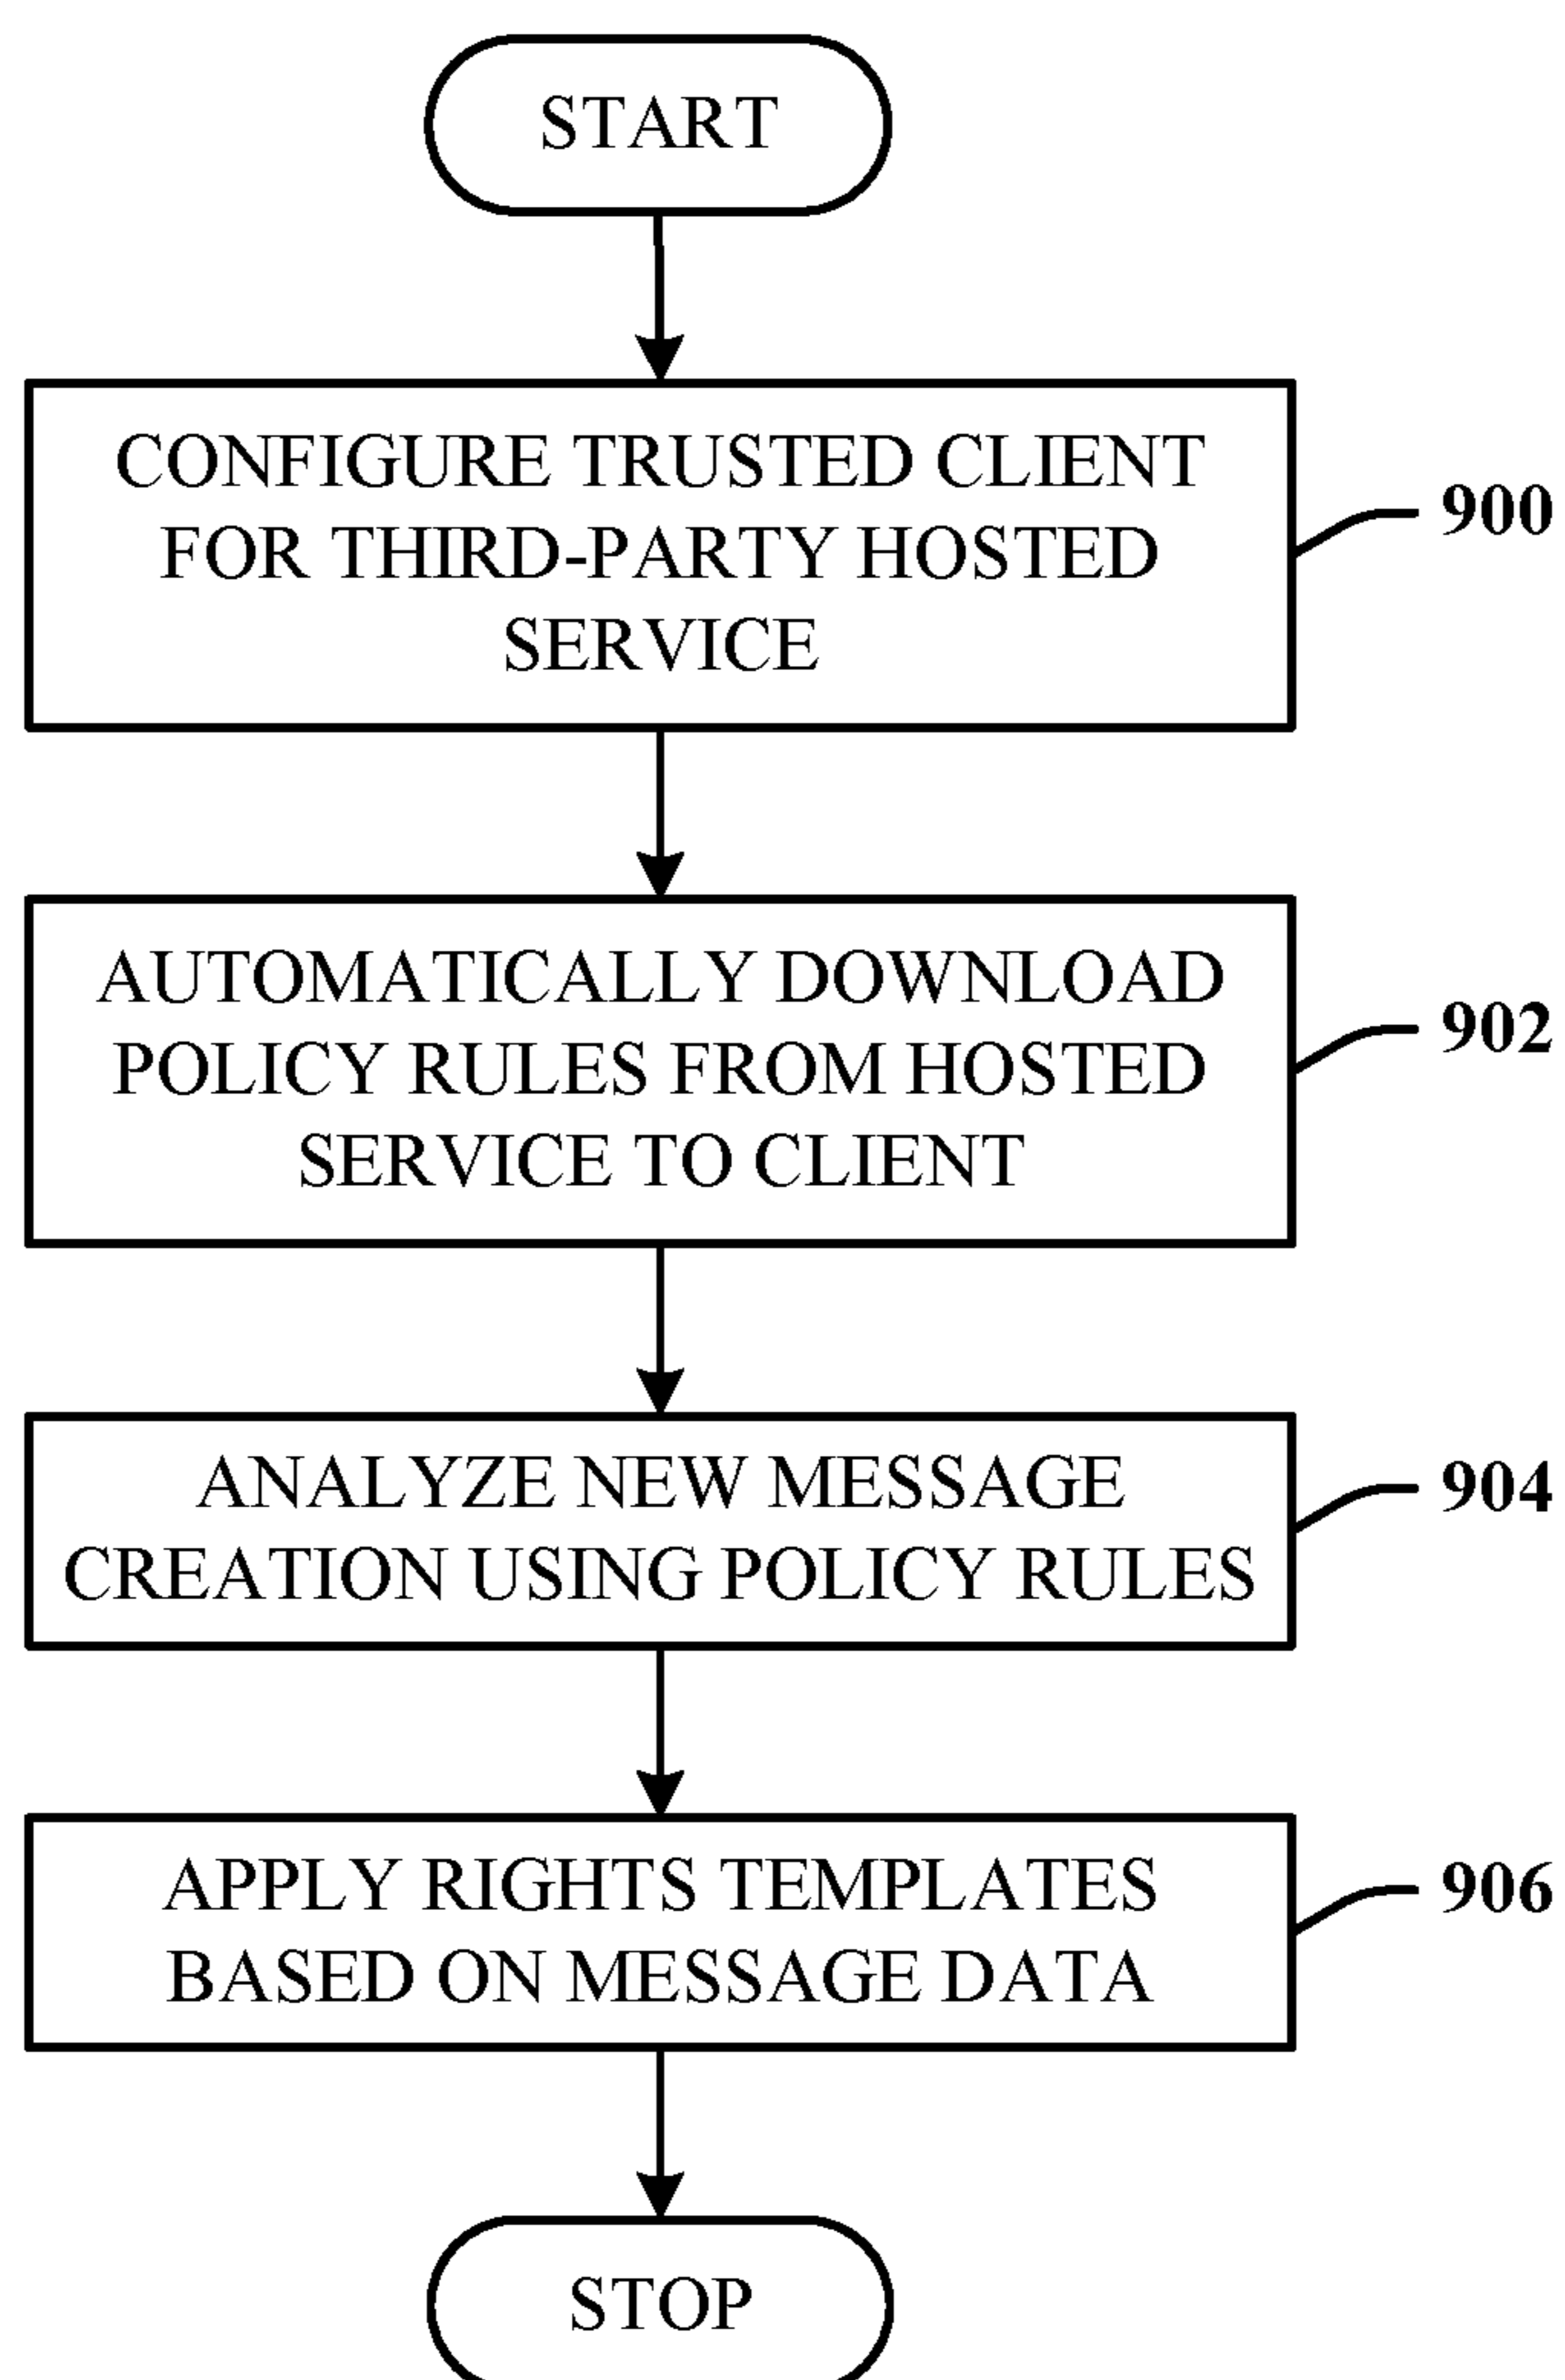 START
CONFIGURE TRUSTED CLIENT
FOR THIRD-PARTY HOSTED
SERVICE
900
AUTOMATICALLY DOWNLOAD
POLICY RULES FROM HOSTED
SERVICE TO CLIENT
902
ANALYZE NEW MESSAGE
CREATION USING POLICY RULES
904
APPLY RIGHTS TEMPLATES
BASED ON MESSAGE DATA
906
STOP